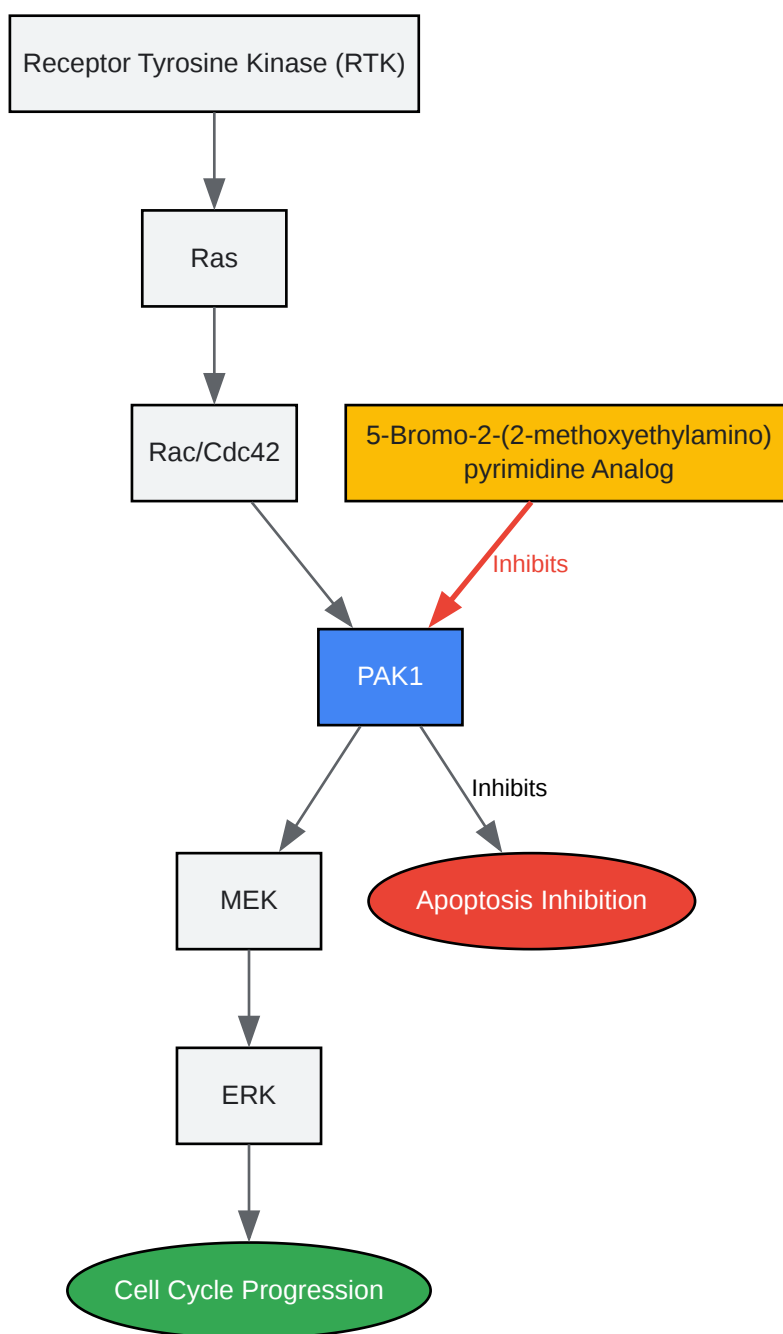 Receptor Tyrosine Kinase (RTK)
Ras
Rac/Cdc42
5-Bromo-2-(2-methoxyethylamino)
pyrimidine Analog
Inhibits
PAK1
Inhibits
MEK
Apoptosis Inhibition
ERK
Cell Cycle Progression